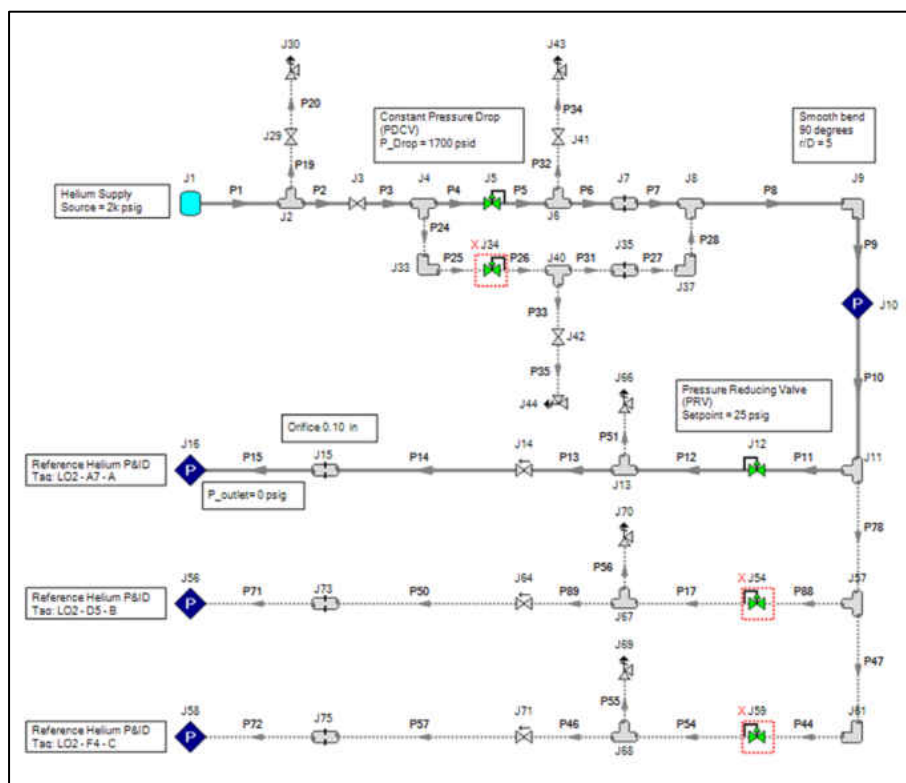 J30
J43
P20
P34
Constant Pressure Drop
(PDCV)
P_Drop = 1700 psid
Smooth bend
90 degrees
r/D = 5
J29
J41
P19
P32
J1
J3
J4
J5
J7
J8
J9
Helium Supply
Source = 2k psig
P1
P2
P3
P4
P5
P6
P7
P8
J2
J6
P24
P28
P9
X J34
J40
J35
J33
P25
P26
P31
P27
J37
P33
P
J10
J42
P35
J66
P10
J44
Pressure Reducing Valve
(PRV)
Setpoint = 25 psig
Orifice 0.10 in
P51
J16
J15
J14
J12
Reference Helium P&ID
Taq: LO2 - A7 - A
P
P15
P14
P13
P12
P11
J11
J13
P_outlet= 0 psig
J70
P78
P56
J56
J73
J64
X J54
J57
Reference Helium P&ID
Taq: LO2 - D5 - B
P
P71
P50
P89
P17
P88
J67
J69
P47
P55
J58
J75
J71
X J59
J61
Reference Helium P&ID
Taq: LO2 - F4 - C
P
P72
P57
P46
P54
P44
J68